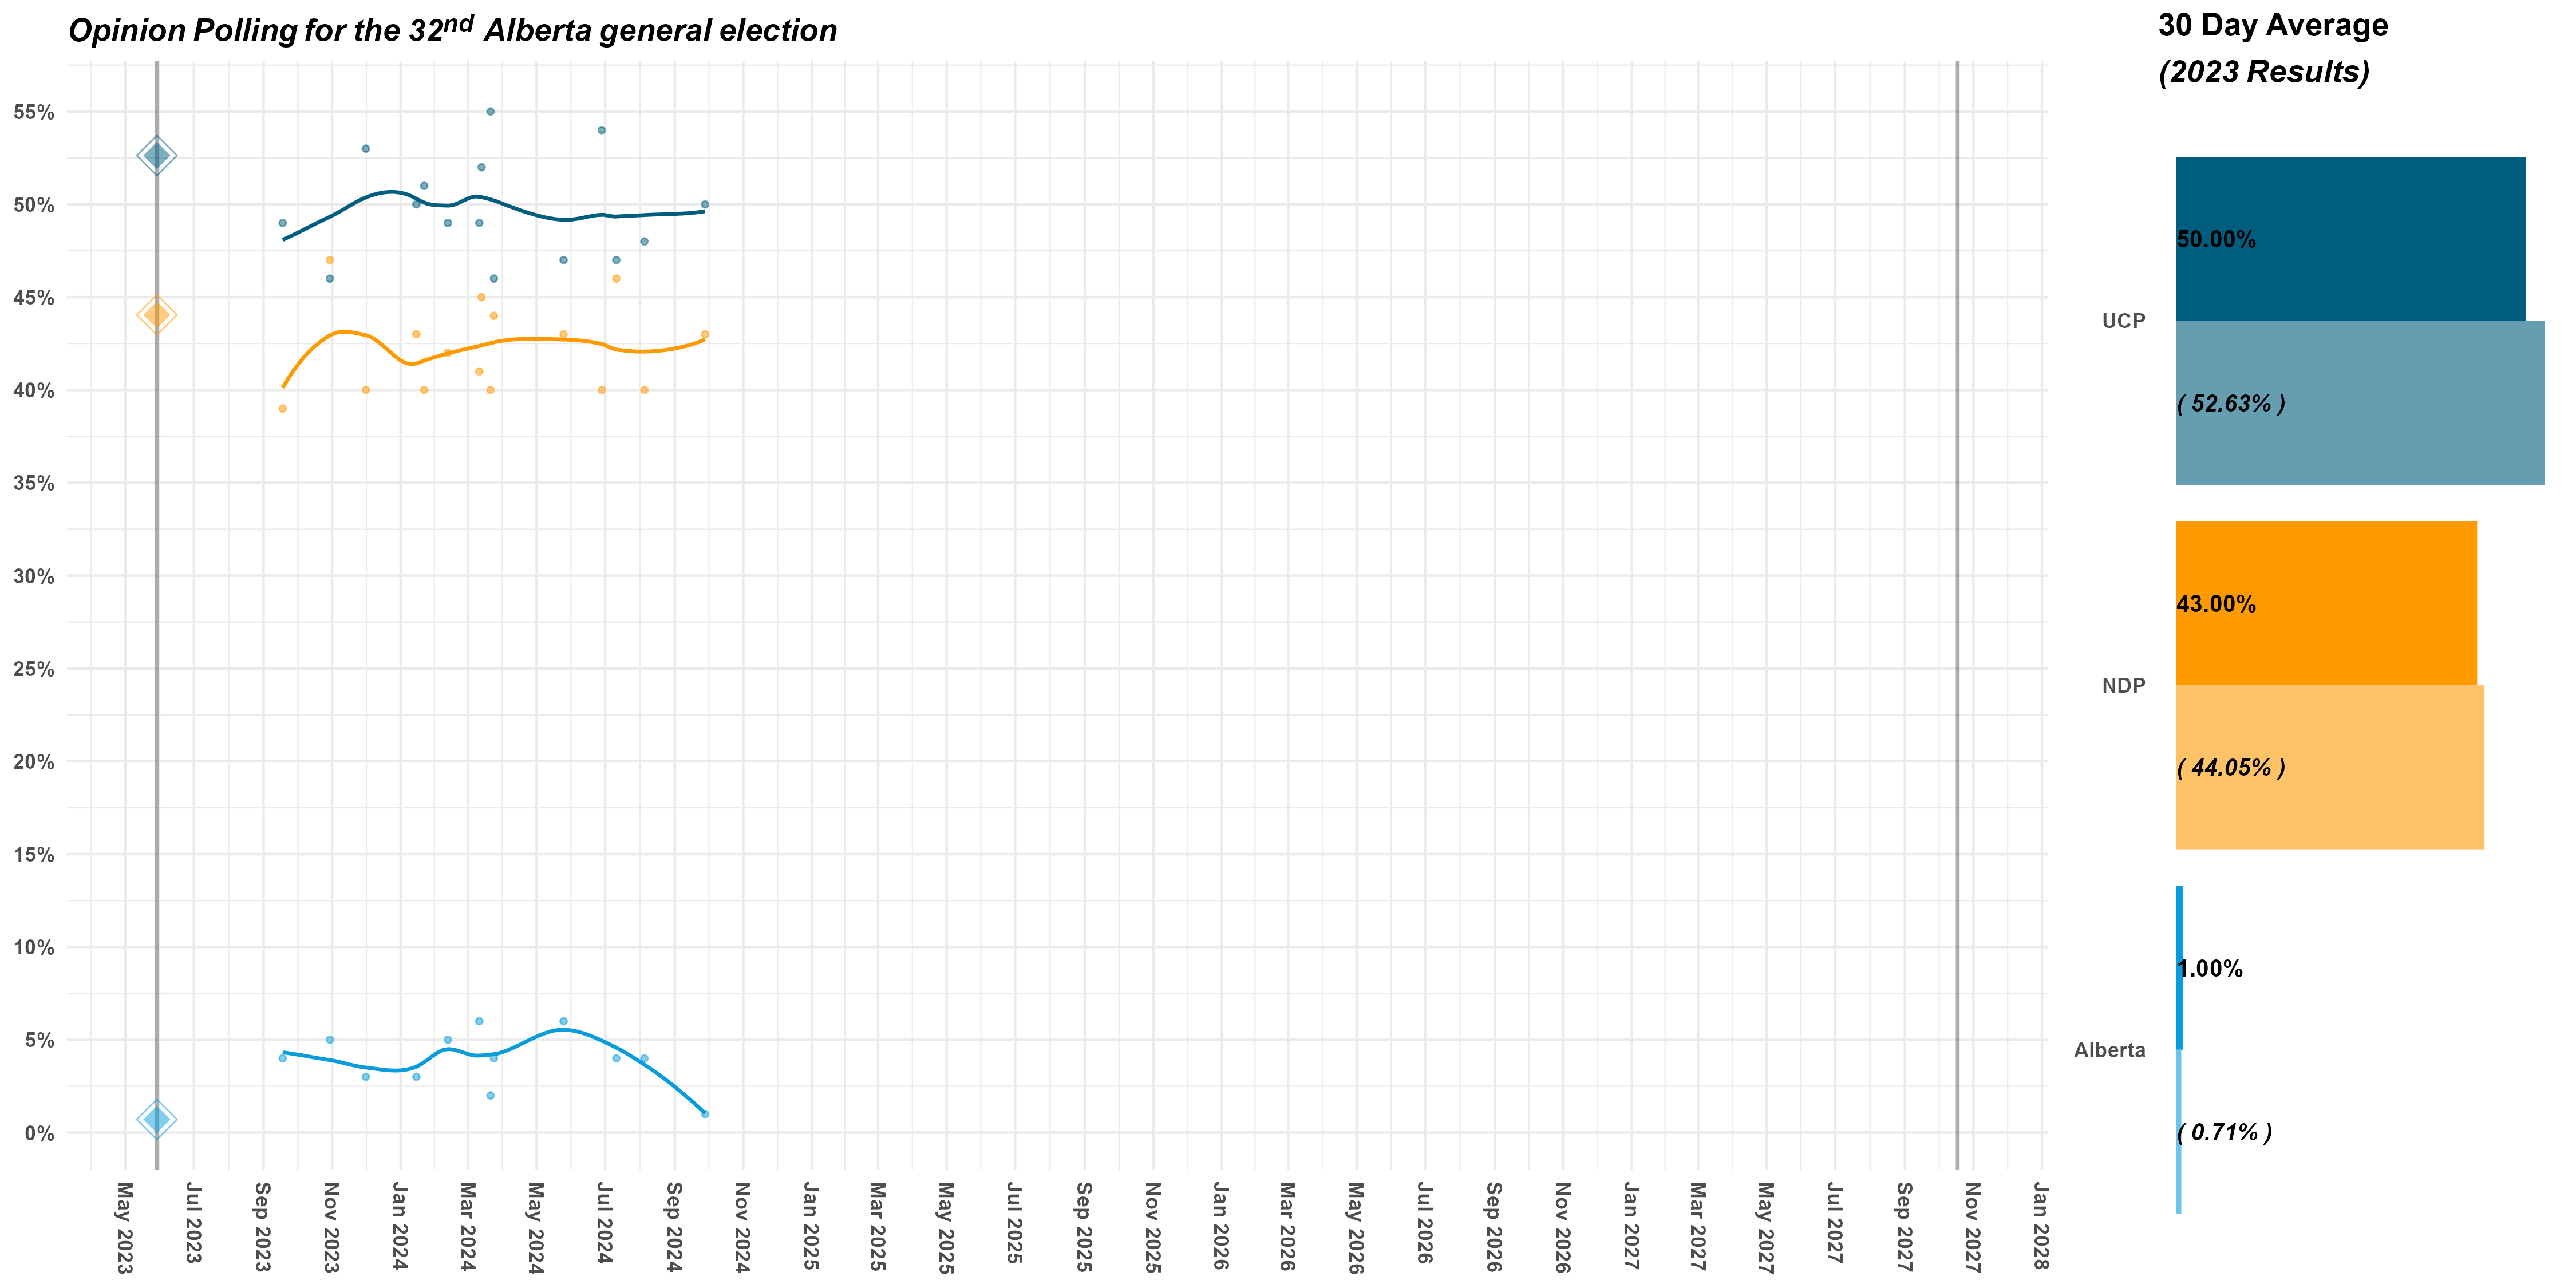 Opinion Polling for the 32nd Alberta general election
30 Day Average
(2023 Results)
55%
50%
45%
40%
35%
30%
25%
20%
15%
10%
5%
0%
May 2023
Jul 2023
Sep 2023
Nov 2023
Jan 2024
Mar 2024
May 2024
Jul 2024
Sep 2024
Nov 2024
Jan 2025
Mar 2025
May 2025
Jul 2025
Sep 2025
Nov 2025
Jan 2026
Mar 2026
May 2026
Jul 2026
Sep 2026
Nov 2026
Jan 2027
Mar 2027
May 2027
Jul 2027
Sep 2027
Nov 2027
Jan 2028
UCP
50.00%
( 52.63% )
NDP
43.00%
( 44.05% )
Alberta
1.00%
( 0.71% )